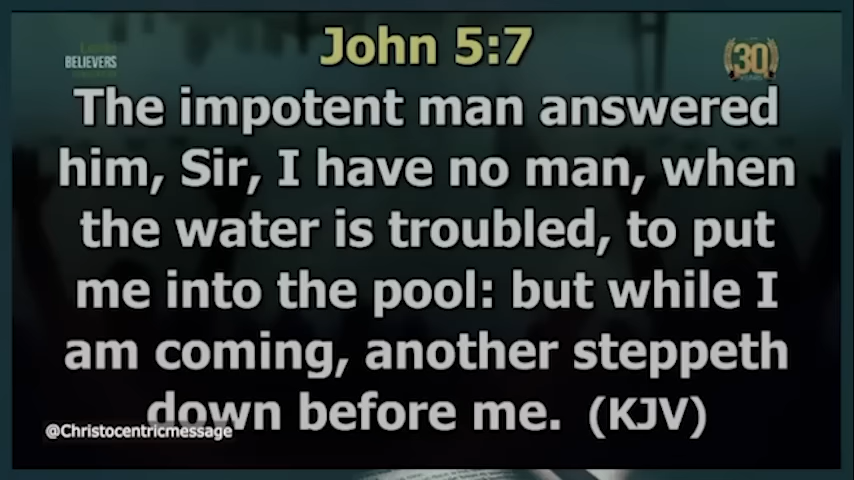 John 5:7
BELIEVERS
30
The impotent man answered
him, Sir, I have no man, when
the water is troubled, to put
me into the pool: but while I
am coming, another steppeth
down before me. (KJV)
@Christocentricmessage